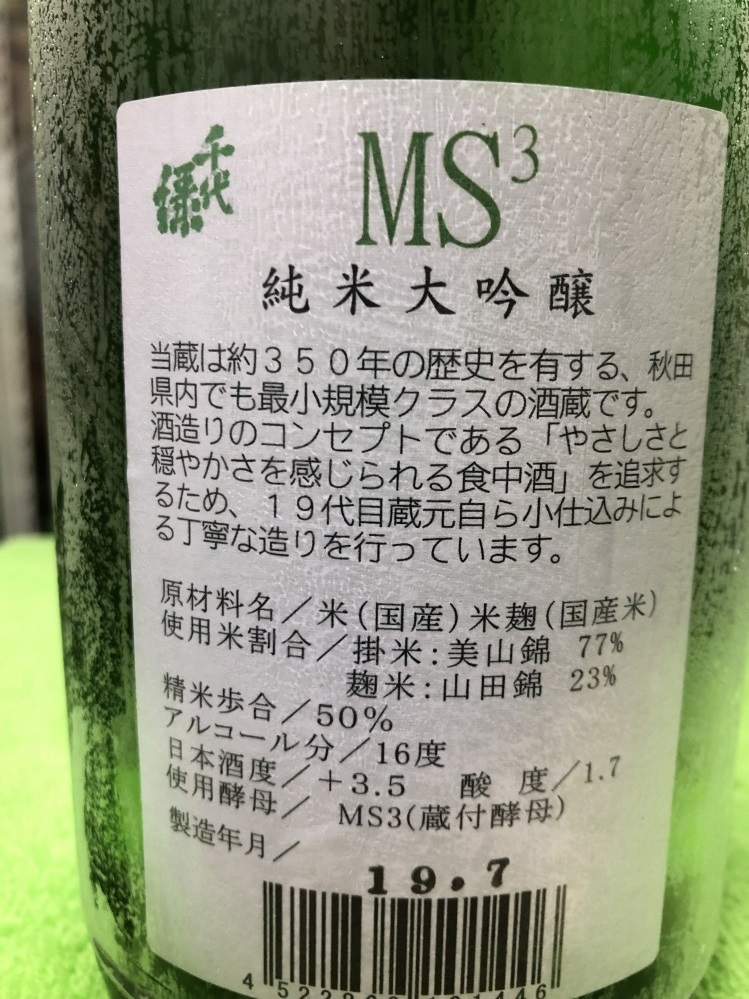 千代緑
MS³
純米大吟醸
当蔵は約３５０年の歴史を有する、秋田
県内でも最小規模クラスの酒蔵です。
酒造りのコンセプトである「やさしさと
穏やかさを感じられる食中酒」を追求す
るため、１９代目蔵元自ら小仕込みによ
る丁寧な造りを行っています。
原材料名／米(国産)米麹(国産米)
使用米割合／掛米:美山錦 77%
麹米:山田錦 23%
精米歩合／50%
アルコール分／16度
日本酒度／＋3.5 酸 度／1.7
使用酵母／ MS3(蔵付酵母)
製造年月／
19.7